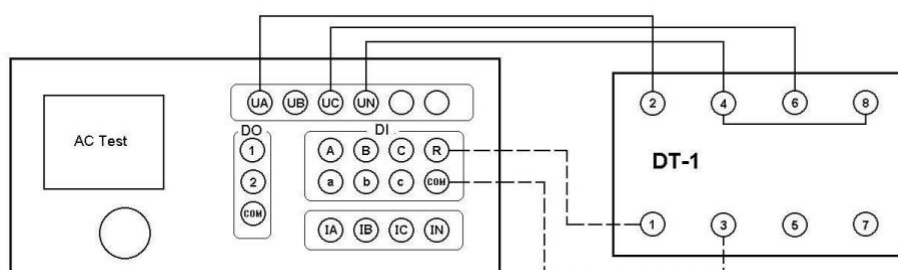 UA UB UC UN
2 4 6 8
DO DI
AC Test
1 A B C R
DT-1
2 a b c COM
COM
1 3 5 7
IA IB IC IN